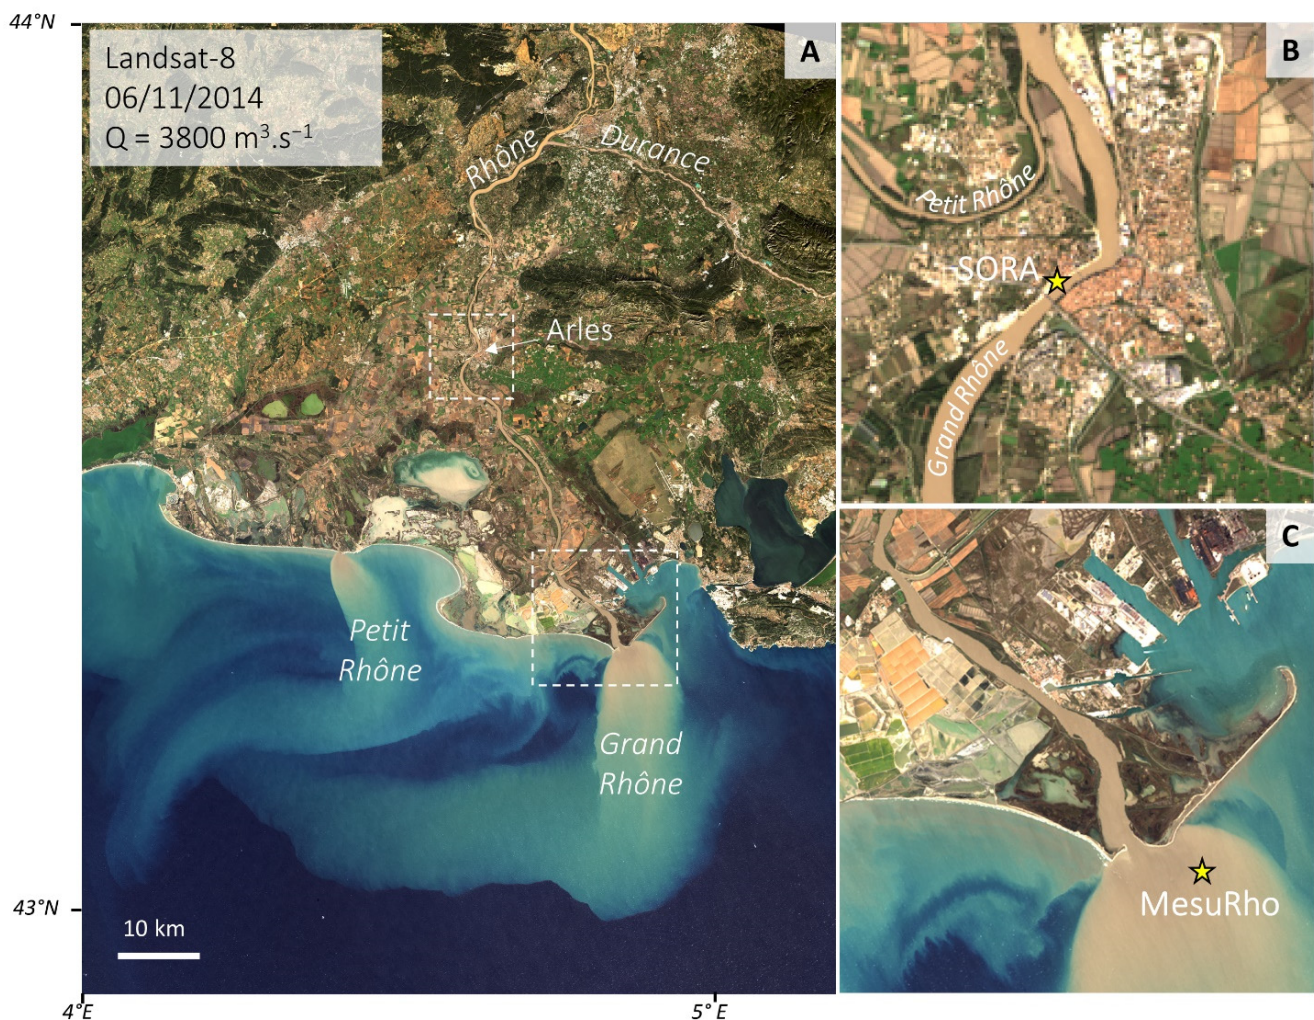 44°N
Landsat-8
06/11/2014
Q = 3800 m³.s⁻¹
A
Rhône
Durance
Arles
Petit
Rhône
Grand
Rhône
43°N
10 km
4°E
5°E
B
Petit Rhône
SORA
Grand Rhône
C
MesuRho